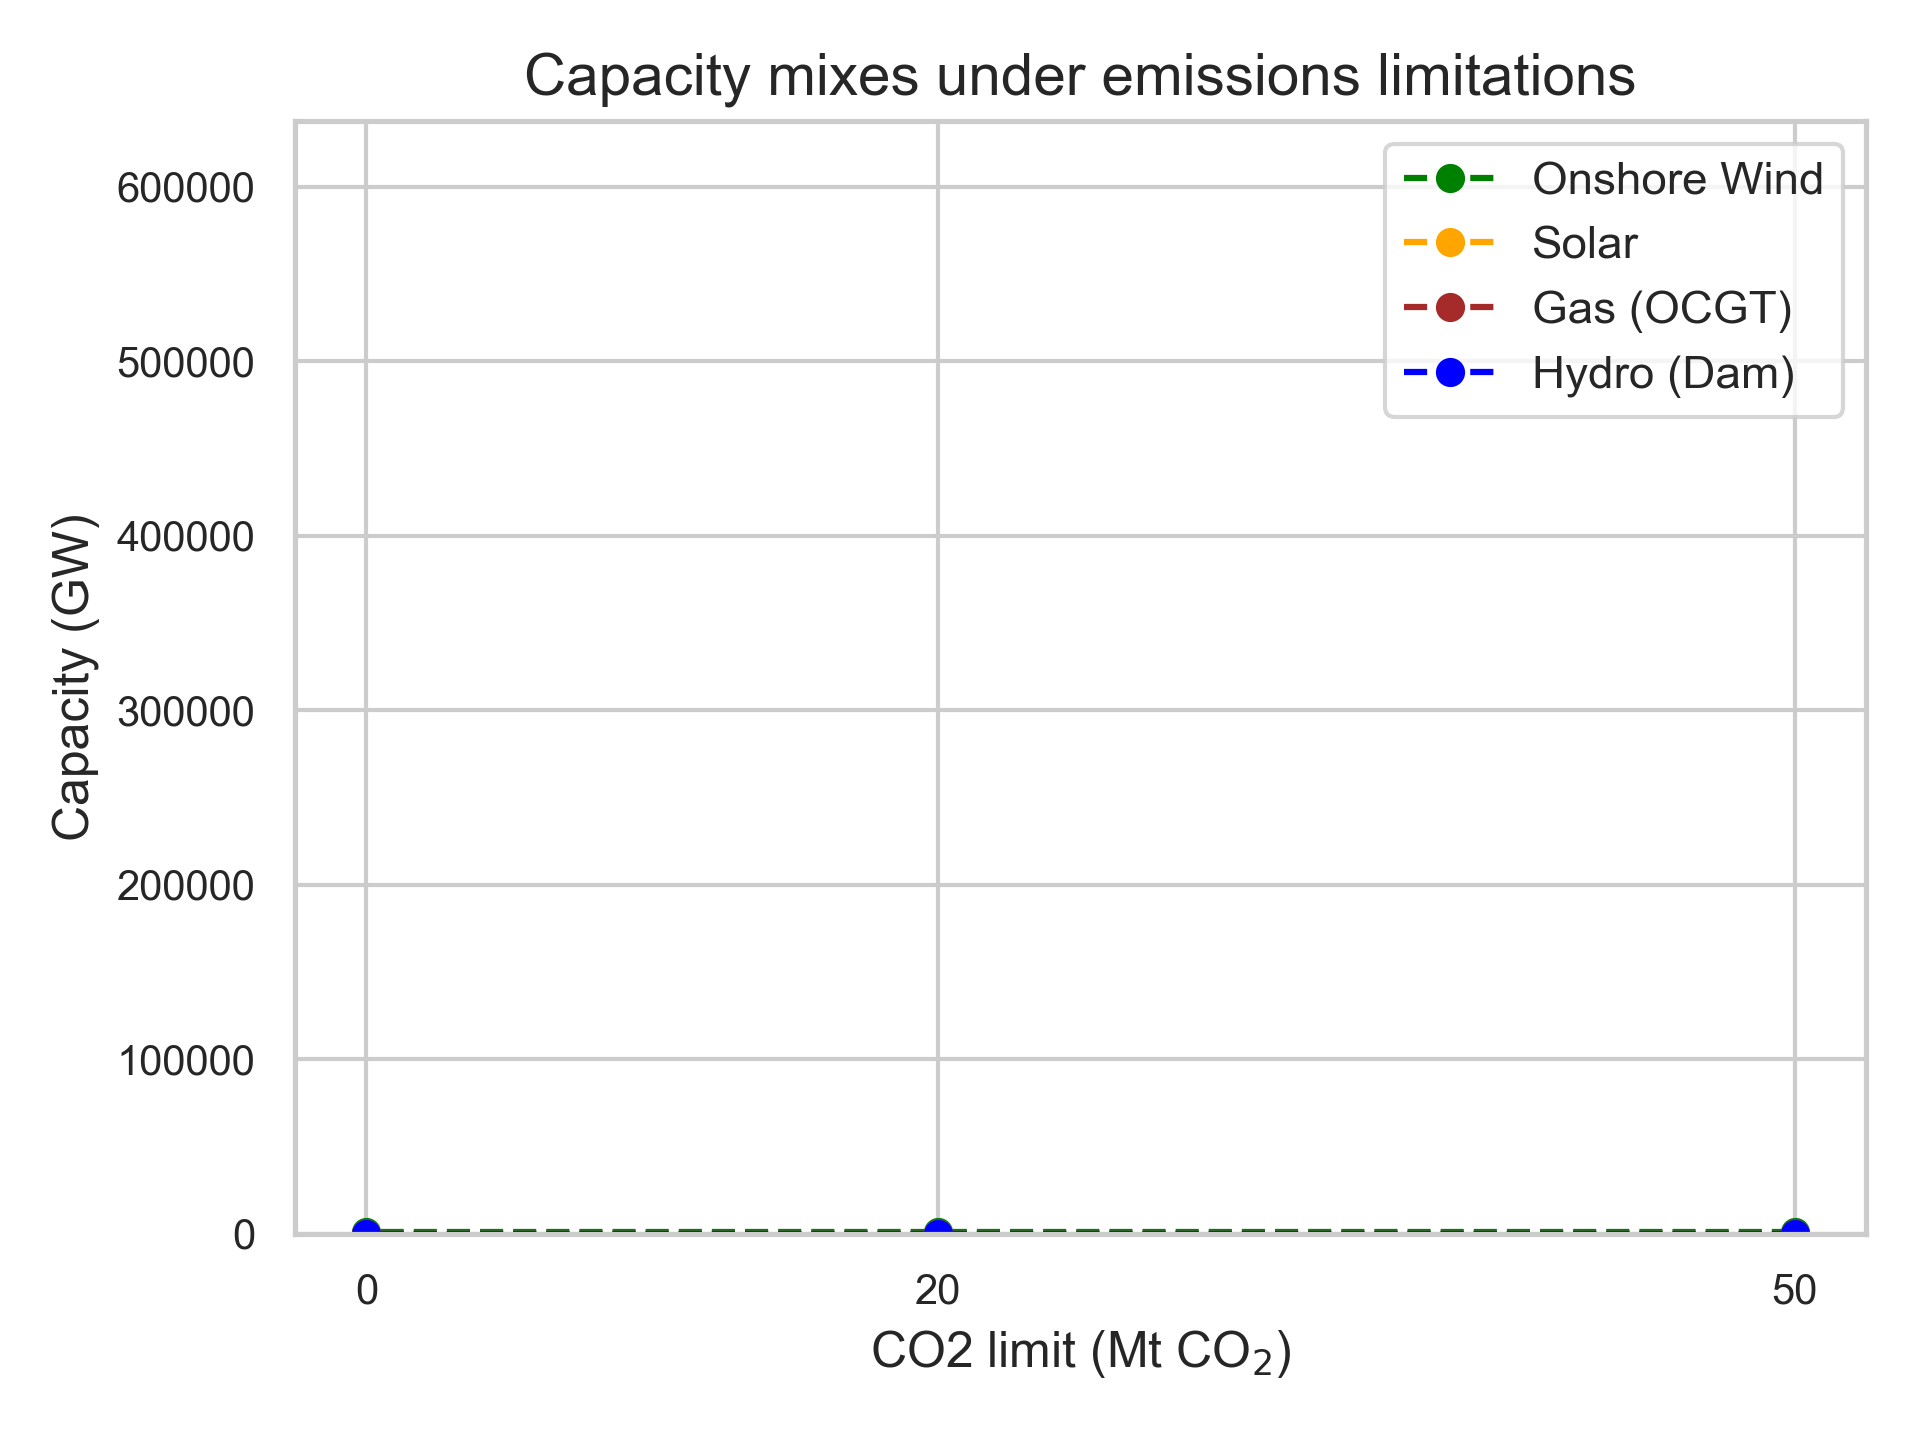 Capacity mixes under emissions limitations
Onshore Wind
Solar
Gas (OCGT)
Hydro (Dam)
Capacity (GW)
600000
500000
400000
300000
200000
100000
0
0 20 50
CO2 limit (Mt CO₂)